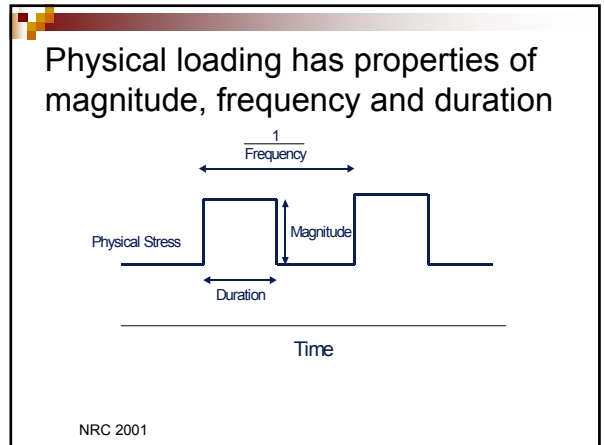 Physical loading has properties of
magnitude, frequency and duration
1
Frequency
Physical Stress
Magnitude
Duration
Time
NRC 2001